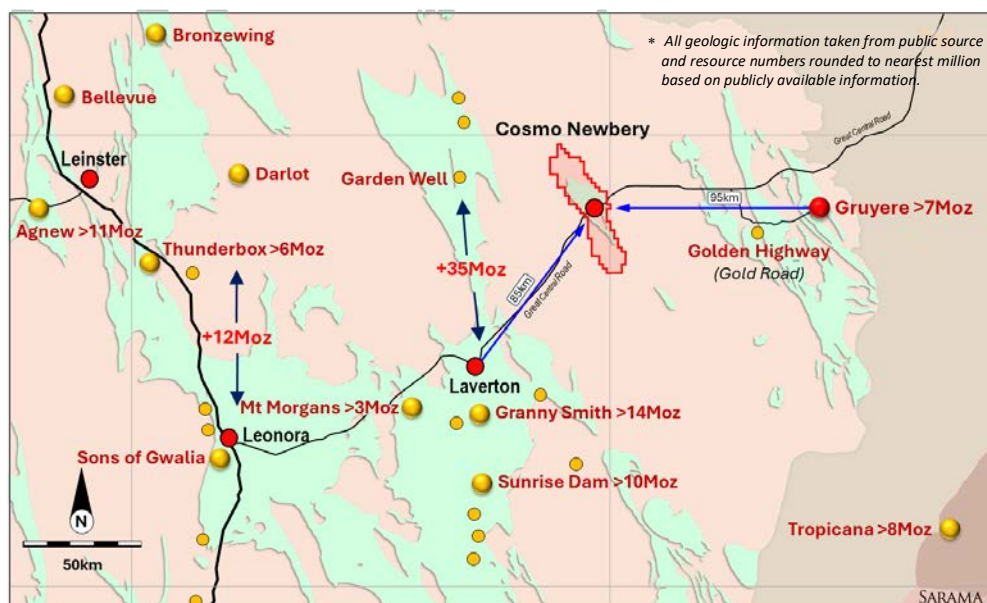 Bronzewing
* All geologic information taken from public source
and resource numbers rounded to nearest million
based on publicly available information.
Bellevue
Cosmo Newbery
Great Central Road
Leinster
Darlot
Garden Well
95km
Gruyere >7Moz
Agnew >11Moz
Thunderbox >6Moz
Golden Highway
(Gold Road)
+35Moz
85km
Great Central Road
+12Moz
Laverton
Mt Morgans >3Moz
Granny Smith >14Moz
Leonora
Sons of Gwalia
Sunrise Dam >10Moz
N
Tropicana >8Moz
50km
SARAMA